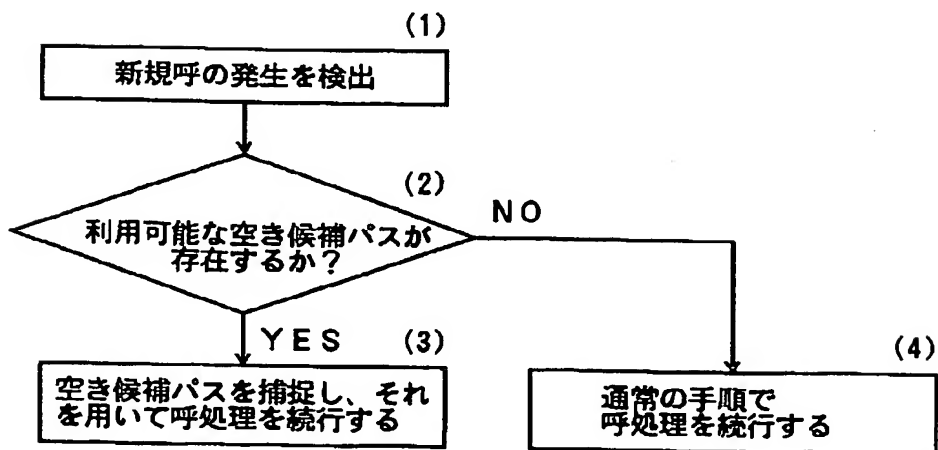 (1)
新規呼の発生を検出
(2)
利用可能な空き候補パスが
存在するか？
NO
YES
(3)
空き候補パスを捕捉し、それ
を用いて呼処理を続行する
(4)
通常の手順で
呼処理を続行する